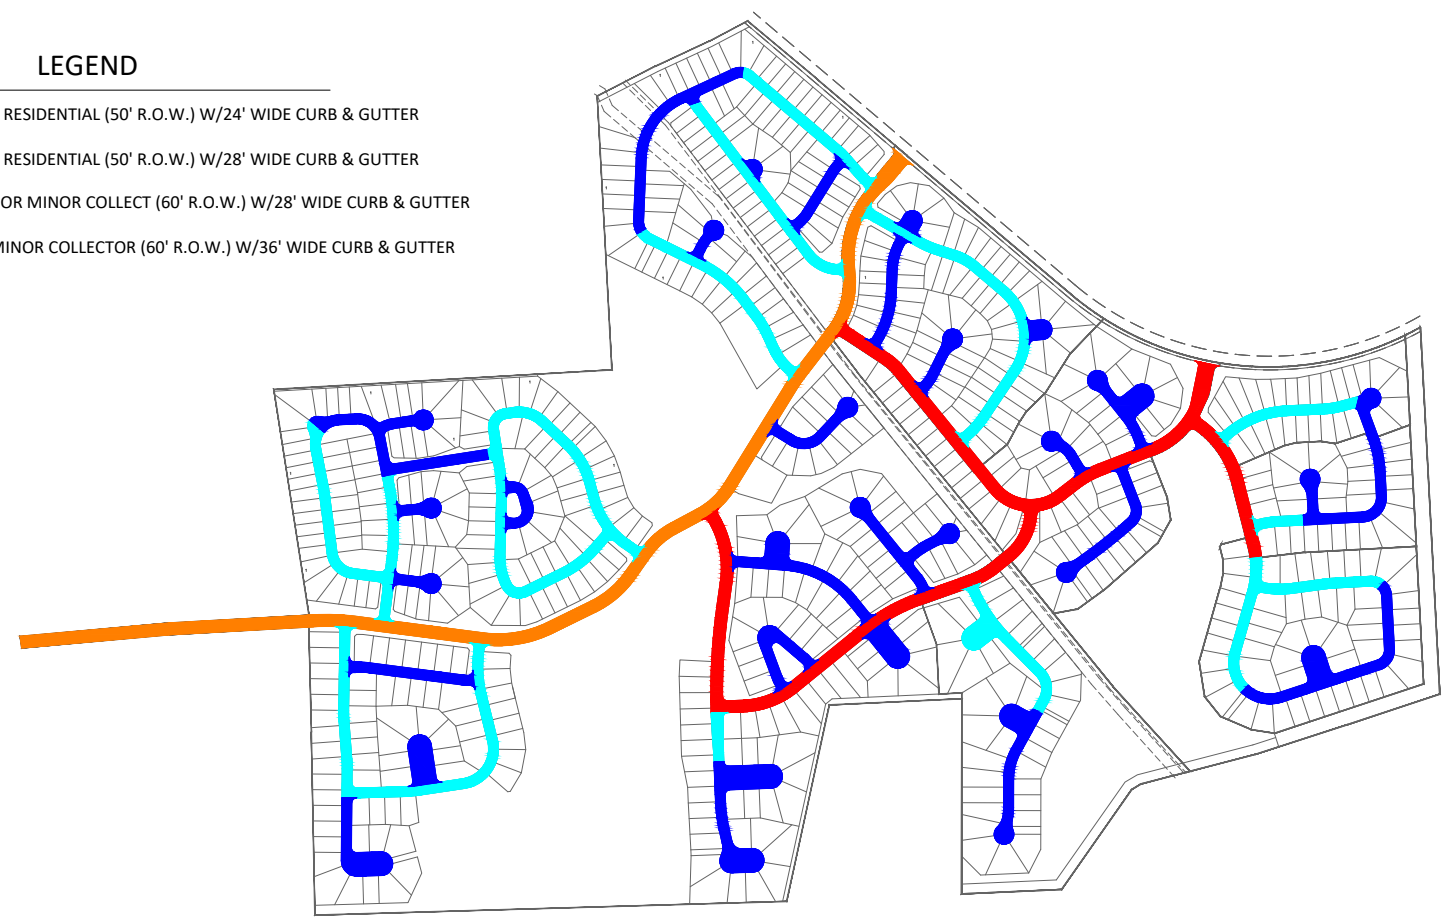 LEGEND
RESIDENTIAL (50' R.O.W.) W/24' WIDE CURB & GUTTER
RESIDENTIAL (50' R.O.W.) W/28' WIDE CURB & GUTTER
OR MINOR COLLECT (60' R.O.W.) W/28' WIDE CURB & GUTTER
MINOR COLLECTOR (60' R.O.W.) W/36' WIDE CURB & GUTTER